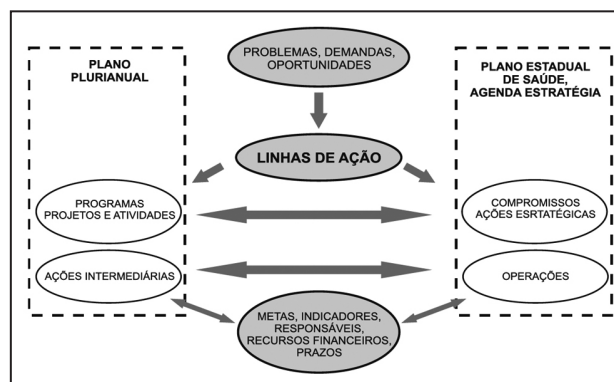 PROBLEMAS, DEMANDAS,
OPORTUNIDADES
PLANO
PLURIANUAL
PLANO ESTADUAL
DE SAÚDE,
AGENDA ESTRATÉGIA
LINHAS DE AÇÃO
PROGRAMAS
PROJETOS E ATIVIDADES
COMPROMISSOS
AÇÕES ESRTATÉGICAS
AÇÕES INTERMEDIÁRIAS
OPERAÇÕES
METAS, INDICADORES,
RESPONSÁVEIS,
RECURSOS FINANCEIROS,
PRAZOS